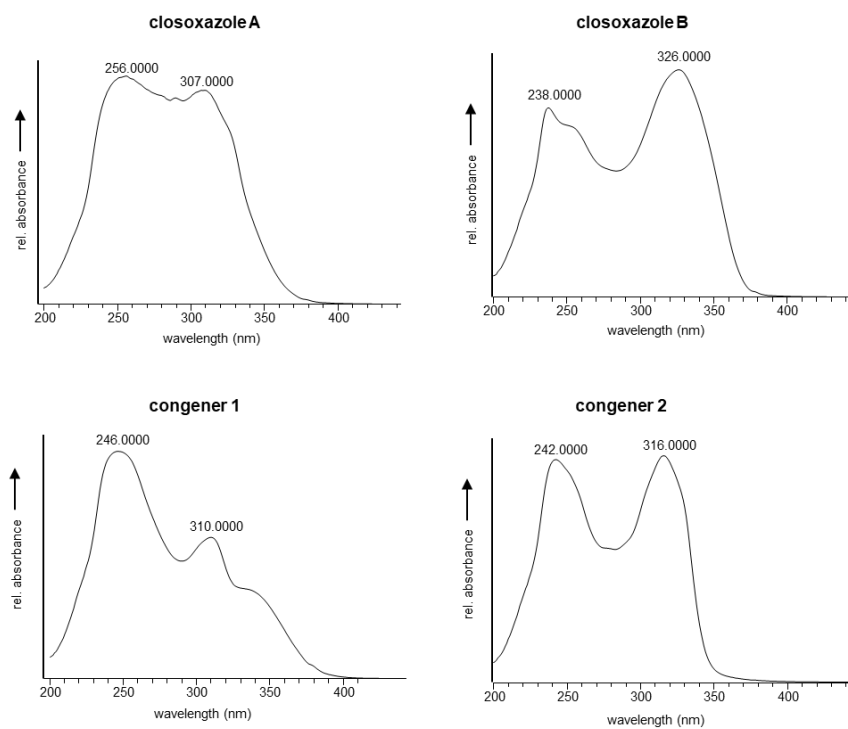 closoxazole A
256.0000
307.0000
rel. absorbance
200 250 300 350 400
wavelength (nm)
closoxazole B
326.0000
238.0000
rel. absorbance
200 250 300 350 400
wavelength (nm)
congener 1
246.0000
310.0000
rel. absorbance
200 250 300 350 400
wavelength (nm)
congener 2
242.0000
316.0000
rel. absorbance
200 250 300 350 400
wavelength (nm)